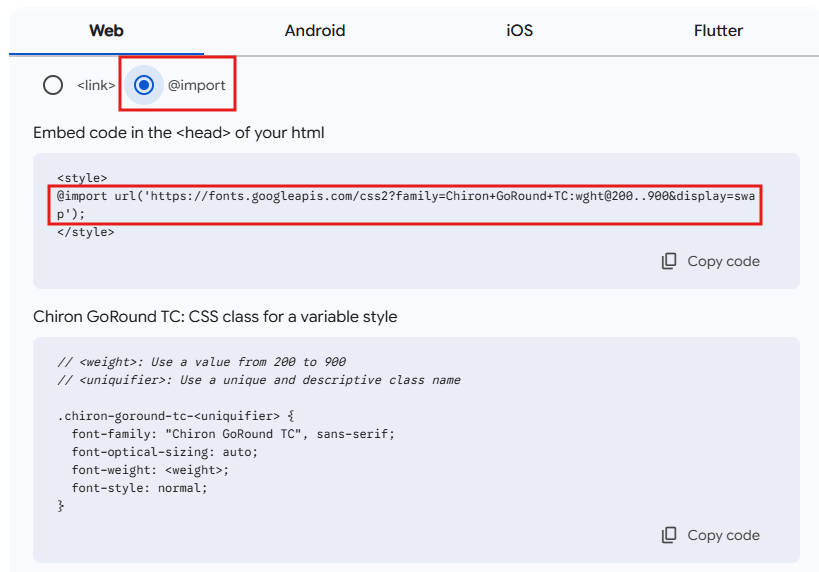 Web Android iOS Flutter
<link> @import
Embed code in the <head> of your html
<style>
@import url('https://fonts.googleapis.com/css2?family=Chiron+GoRound+TC:wght@200..900&display=swa
p');
</style>
Copy code
Chiron GoRound TC: CSS class for a variable style
// <weight>: Use a value from 200 to 900
// <uniquifier>: Use a unique and descriptive class name
.chiron-goround-tc-<uniquifier> {
font-family: "Chiron GoRound TC", sans-serif;
font-optical-sizing: auto;
font-weight: <weight>;
font-style: normal;
}
Copy code